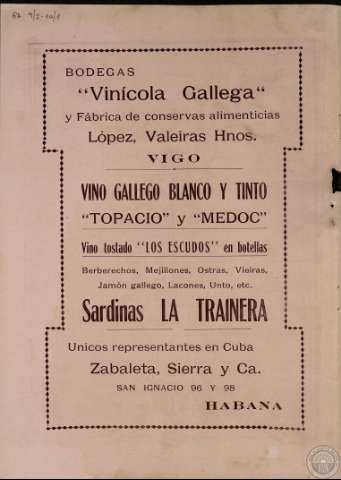 BODEGAS
"Vinícola Gallega"
y Fábrica de conservas alimenticias
López, Valeiras Hnos.
VIGO
VINO GALLEGO BLANCO Y TINTO
"TOPACIO" y "MEDOC"
Vino tostado "LOS ESCUDOS" en botellas
Berberechos, Mejillones, Ostras, Vieiras,
Jamón gallego, Lacones, Unto, etc.
Sardinas LA TRAINERA
Unicos representantes en Cuba
Zabaleta, Sierra y Ca.
SAN IGNACIO 96 Y 98
HABANA